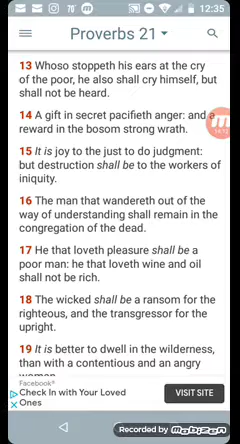 12:35
Proverbs 21
13 Whoso stoppeth his ears at the cry
of the poor, he also shall cry himself, but
shall not be heard.
14 A gift in secret pacifieth anger: and a
reward in the bosom strong wrath.
15 It is joy to the just to do judgment:
but destruction shall be to the workers of
iniquity.
16 The man that wandereth out of the
way of understanding shall remain in the
congregation of the dead.
17 He that loveth pleasure shall be a
poor man: he that loveth wine and oil
shall not be rich.
18 The wicked shall be a ransom for the
righteous, and the transgressor for the
upright.
19 It is better to dwell in the wilderness,
than with a contentious and an angry
woman.
Facebook®
Check In with Your Loved
Ones
VISIT SITE
Recorded by mobizen